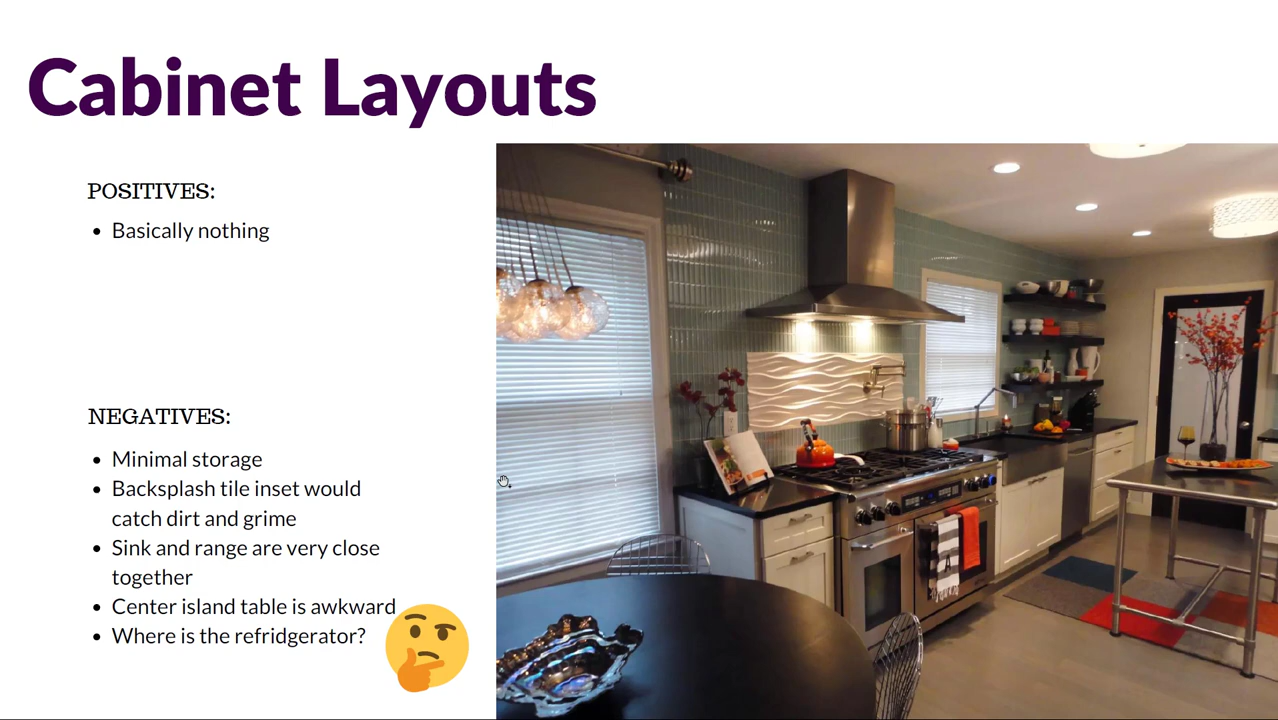 Cabinet Layouts
POSITIVES:
• Basically nothing
NEGATIVES:
• Minimal storage
• Backsplash tile inset would
catch dirt and grime
• Sink and range are very close
together
• Center island table is awkward
• Where is the refridgerator?